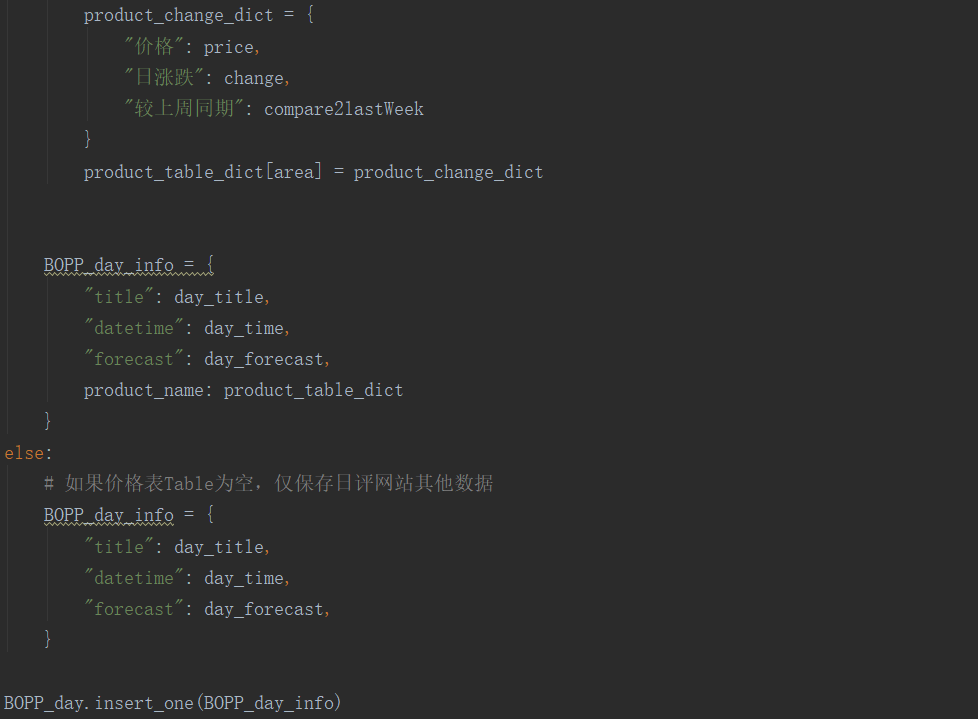 product_change_dict = {
"价格": price,
"日涨跌": change,
"较上周同期": compare2lastWeek
}
product_table_dict[area] = product_change_dict
BOPP_day_info = {
"title": day_title,
"datetime": day_time,
"forecast": day_forecast,
product_name: product_table_dict
}
else:
# 如果价格表Table为空，仅保存日评网站其他数据
BOPP_day_info = {
"title": day_title,
"datetime": day_time,
"forecast": day_forecast,
}
BOPP_day.insert_one(BOPP_day_info)